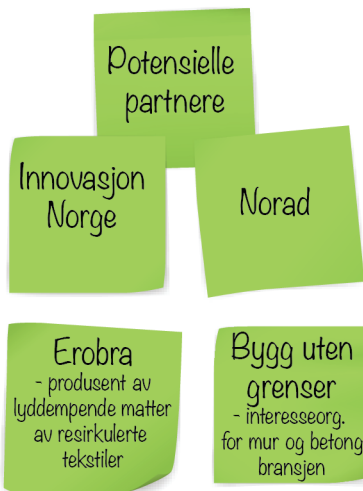 Potensielle
partnere
Innovasjon
Norge
Norad
Erobra
- produsent av
lyddempende matter
av resirkulerte
tekstiler
Bygg uten
grenser
- interesseorg.
for mur og betong
bransjen